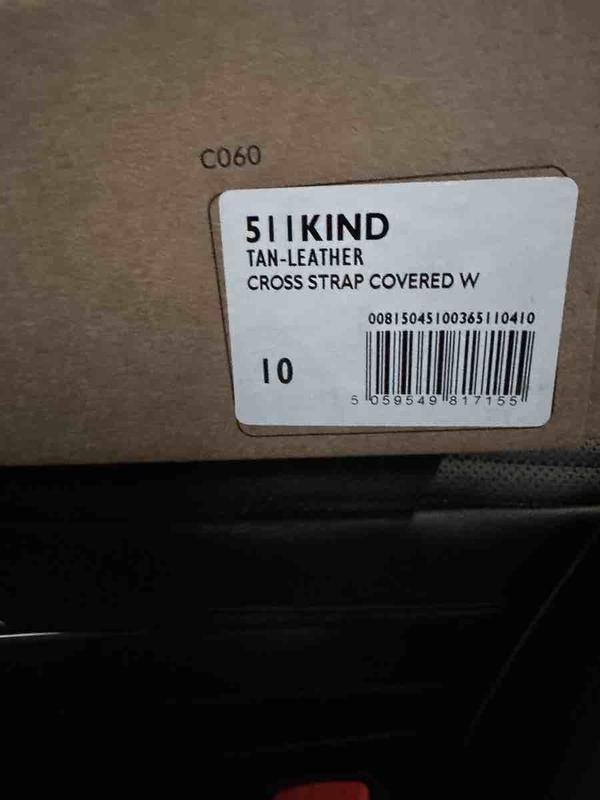 C060
511KIND
TAN-LEATHER
CROSS STRAP COVERED W
00815045100365110410
10
5 059549 817155